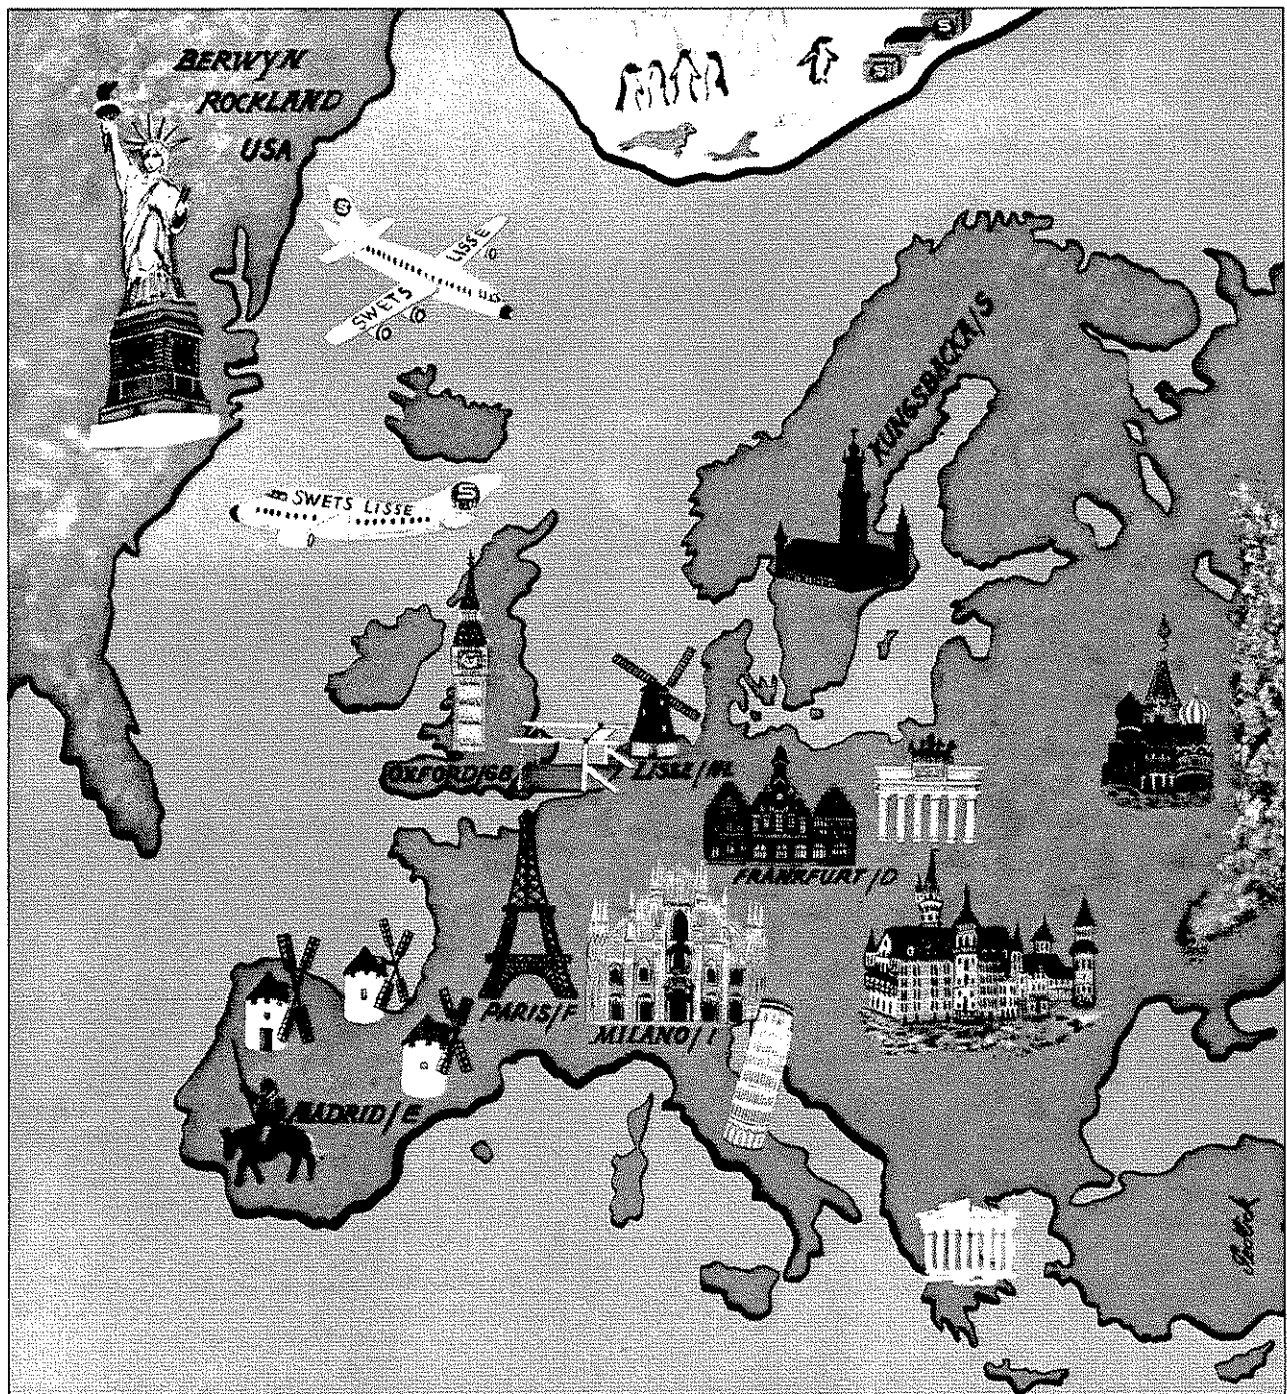 BERWYN
ROCKLAND
USA
S
S
S
SWETS LISSE
KUNGSBACKA/S
SWETS LISSE
S
OXFORD/GB
LISSE/NL
FRANKFURT/D
PARIS/F
MILANO/I
MADRID/E